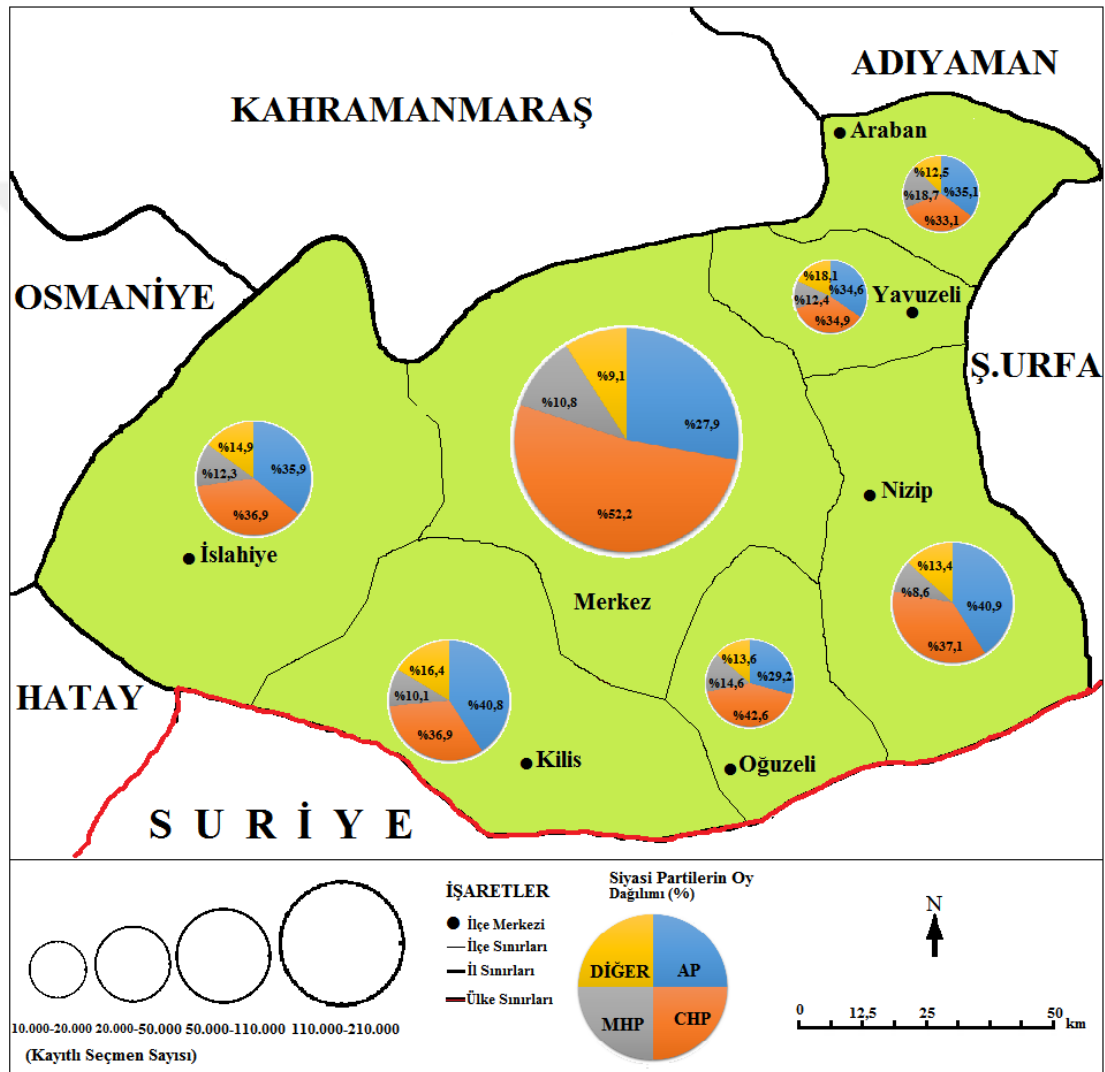 ADIYAMAN
KAHRAMANMARAŞ
Araban
%12,5
%35,1
%18,7
%33,1
OSMANİYE
%18,1
%34,6
%12,4
%34,9
Yavuzeli
Ş.URFA
%9,1
%10,8
%27,9
%52,2
%14,9
%35,9
%12,3
%36,9
İslahiye
Nizip
%13,4
%40,9
%8,6
%37,1
Merkez
%16,4
%40,8
%10,1
%36,9
%13,6
%29,2
%14,6
%42,6
HATAY
Kilis
Oğuzeli
S U R İ Y E
10.000-20.000 20.000-50.000 50.000-110.000 110.000-210.000
(Kayıtlı Seçmen Sayısı)
İŞARETLER
İlçe Merkezi
İlçe Sınırları
İl Sınırları
Ülke Sınırları
Siyasi Partilerin Oy
Dağılımı (%)
DİĞER AP
MHP CHP
N
0 12,5 25 50
km